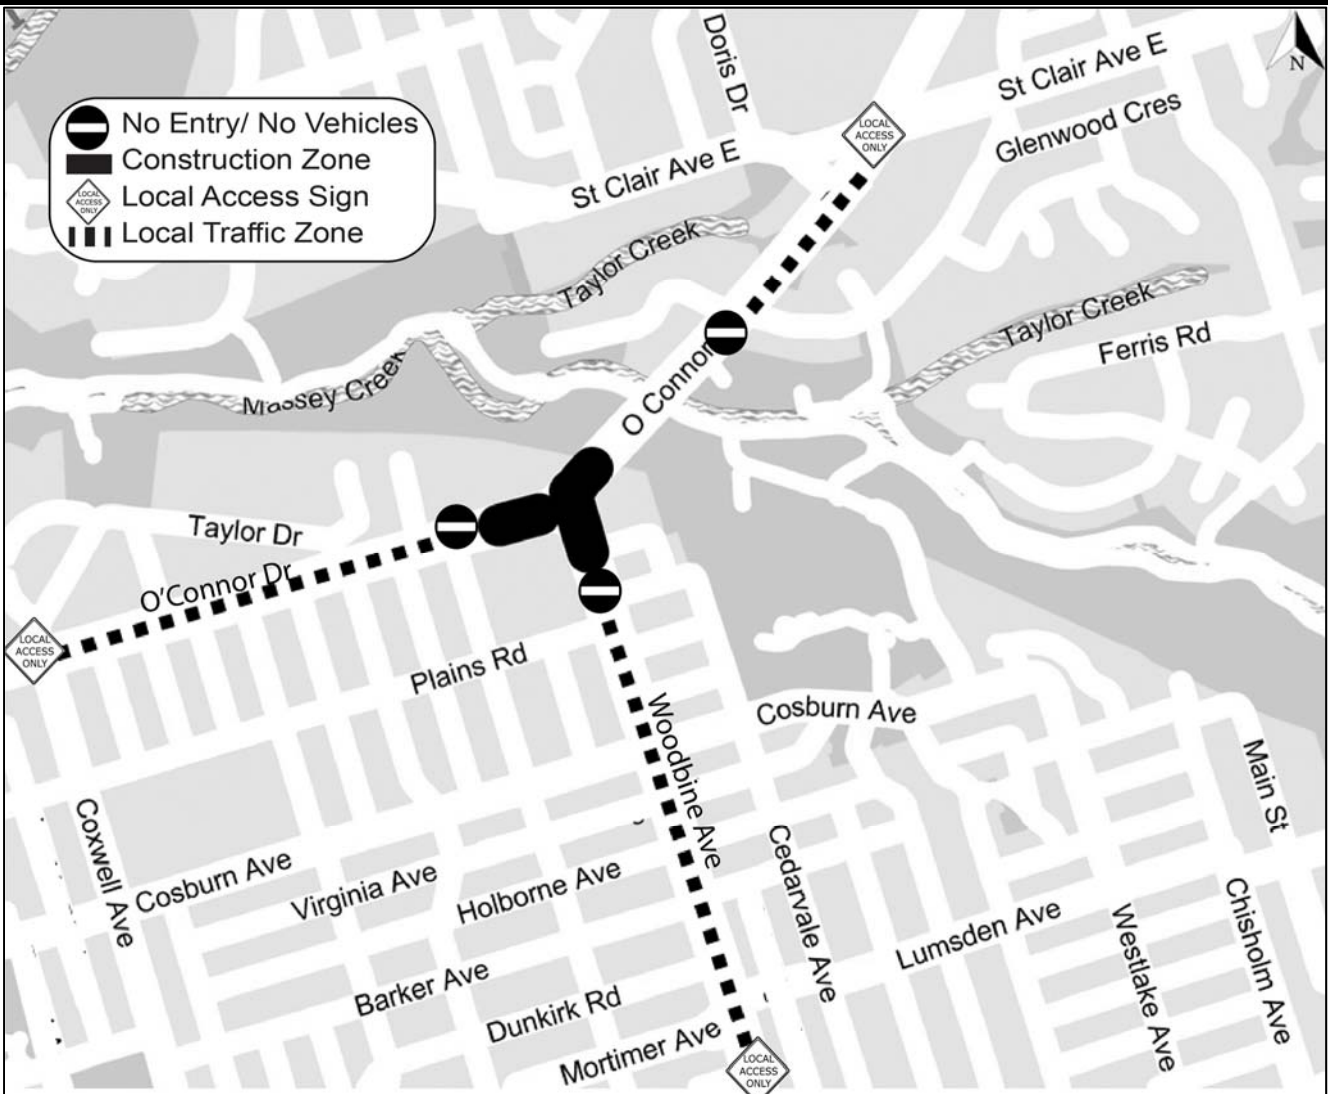 Doris Dr
St Clair Ave E
N
No Entry/ No Vehicles
Construction Zone
LOCAL
ACCESS
ONLY
Local Access Sign
Local Traffic Zone
LOCAL
ACCESS
ONLY
Glenwood Cres
St Clair Ave E
Taylor Creek
Taylor Creek
Ferris Rd
O Connor
Massey Creek
Taylor Dr
O'Connor Dr
LOCAL
ACCESS
ONLY
Plains Rd
Woodbine Ave
Cosburn Ave
Main St
Coxwell Ave
Cosburn Ave
Virginia Ave
Holborne Ave
Cedarvale Ave
Lumsden Ave
Westlake Ave
Chisholm Ave
Barker Ave
Dunkirk Rd
Mortimer Ave
LOCAL
ACCESS
ONLY